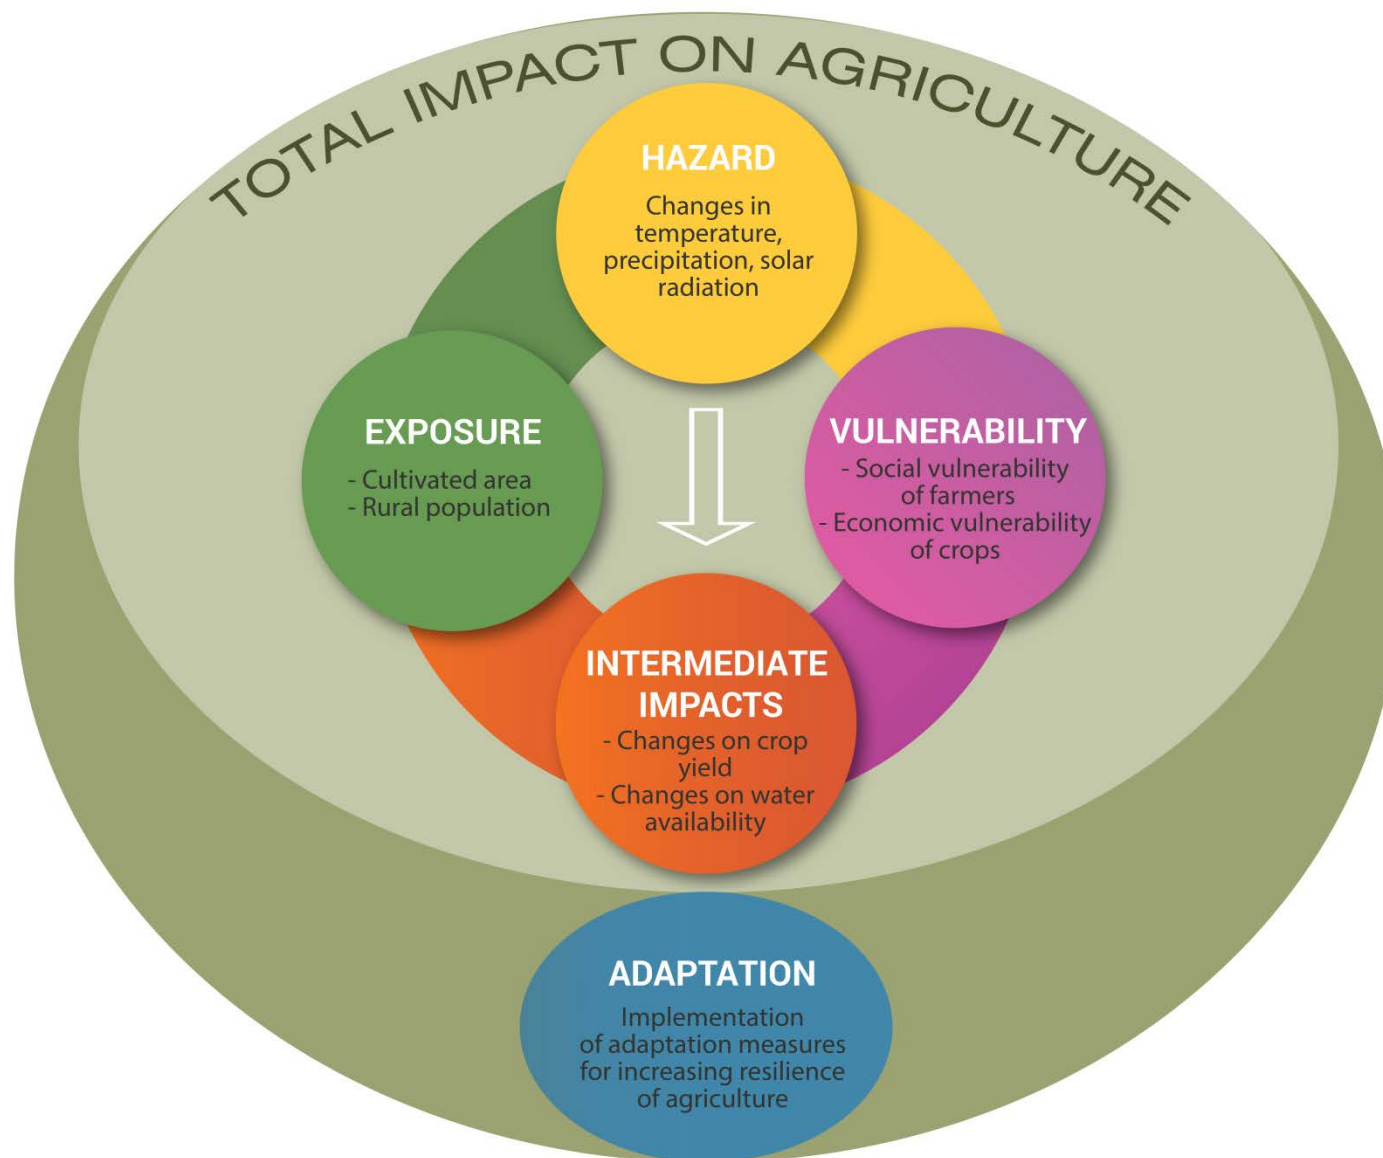 TOTAL IMPACT ON AGRICULTURE
HAZARD
Changes in
temperature,
precipitation, solar
radiation
EXPOSURE
- Cultivated area
- Rural population
VULNERABILITY
- Social vulnerability
of farmers
- Economic vulnerability
of crops
INTERMEDIATE
IMPACTS
- Changes on crop
yield
- Changes on water
availability
ADAPTATION
Implementation
of adaptation measures
for increasing resilience
of agriculture